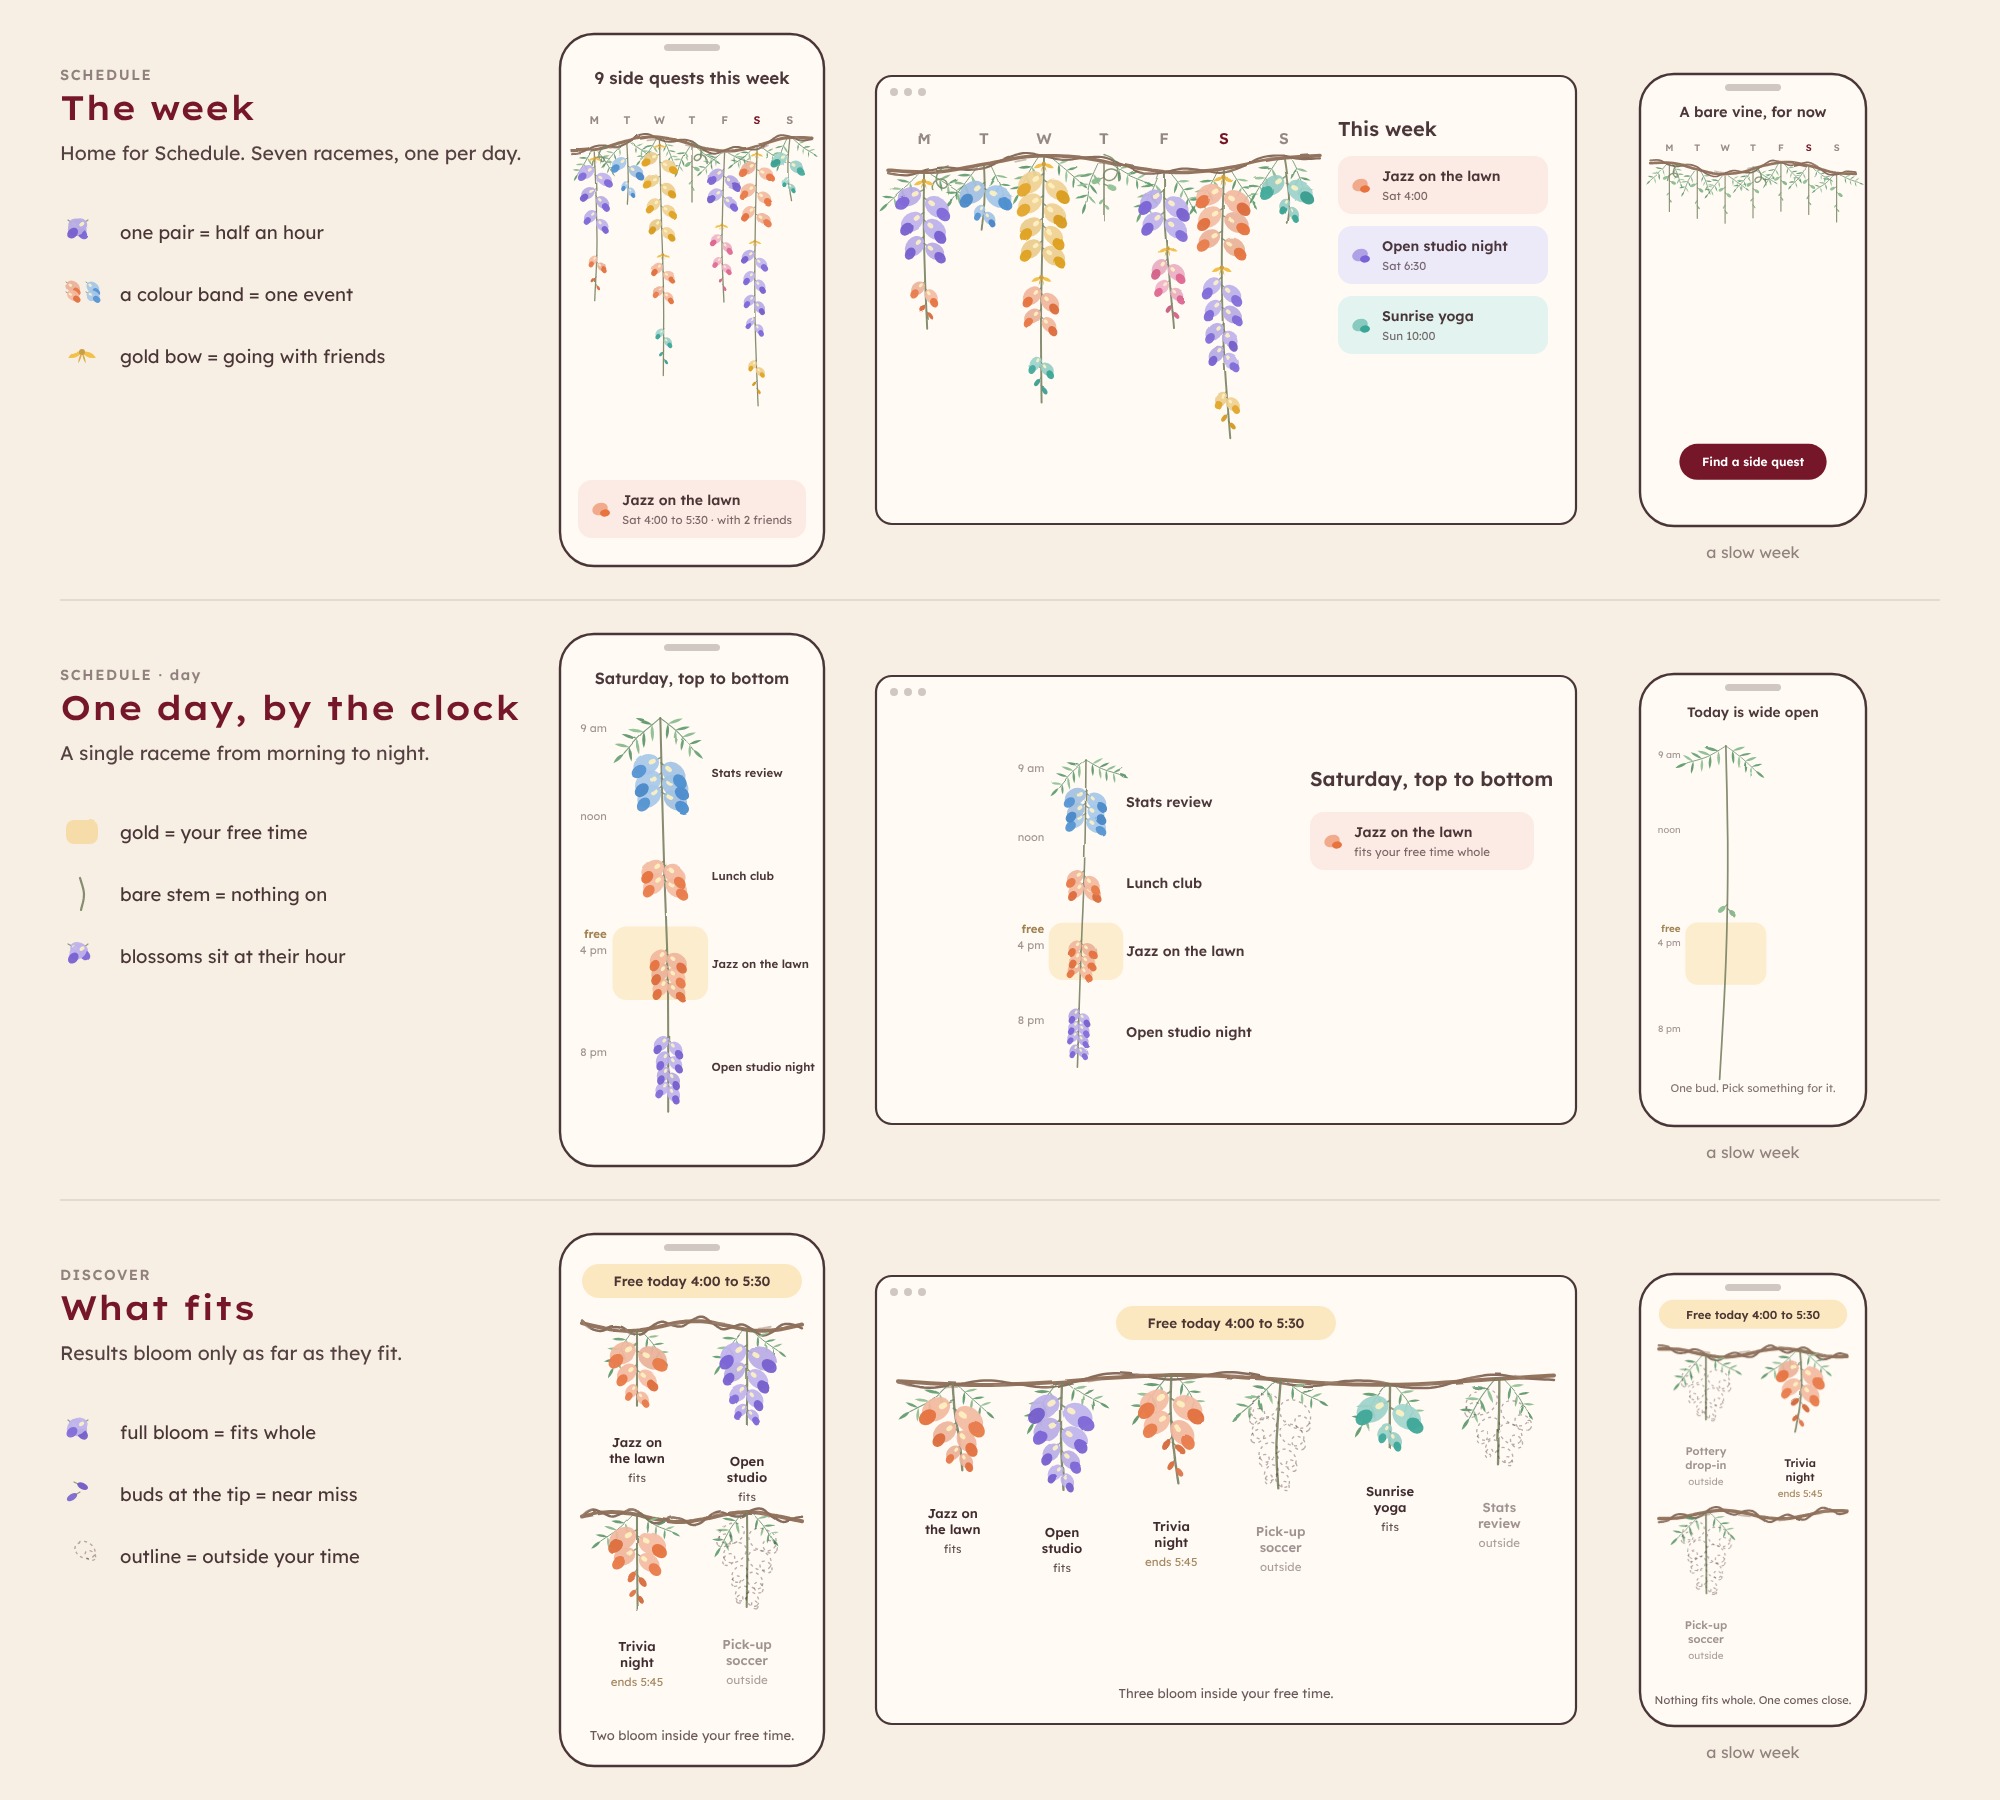 SCHEDULE
The week
Home for Schedule. Seven racemes, one per day.
one pair = half an hour
a colour band = one event
gold bow = going with friends
9 side quests this week
M T W T F S S
Jazz on the lawn
Sat 4:00 to 5:30 · with 2 friends
M T W T F S S
This week
Jazz on the lawn
Sat 4:00
Open studio night
Sat 6:30
Sunrise yoga
Sun 10:00
A bare vine, for now
M T W T F S S
Find a side quest
a slow week
SCHEDULE · day
One day, by the clock
A single raceme from morning to night.
gold = your free time
bare stem = nothing on
blossoms sit at their hour
Saturday, top to bottom
9 am
Stats review
noon
Lunch club
free
4 pm
Jazz on the lawn
8 pm
Open studio night
9 am
Stats review
noon
Lunch club
free
4 pm
Jazz on the lawn
8 pm
Open studio night
Saturday, top to bottom
Jazz on the lawn
fits your free time whole
Today is wide open
9 am
noon
free
4 pm
8 pm
One bud. Pick something for it.
a slow week
DISCOVER
What fits
Results bloom only as far as they fit.
full bloom = fits whole
buds at the tip = near miss
outline = outside your time
Free today 4:00 to 5:30
Jazz on
the lawn
fits
Open
studio
fits
Trivia
night
ends 5:45
Pick-up
soccer
outside
Two bloom inside your free time.
Free today 4:00 to 5:30
Jazz on
the lawn
fits
Open
studio
fits
Trivia
night
ends 5:45
Pick-up
soccer
outside
Sunrise
yoga
fits
Stats
review
outside
Three bloom inside your free time.
Free today 4:00 to 5:30
Pottery
drop-in
outside
Trivia
night
ends 5:45
Pick-up
soccer
outside
Nothing fits whole. One comes close.
a slow week